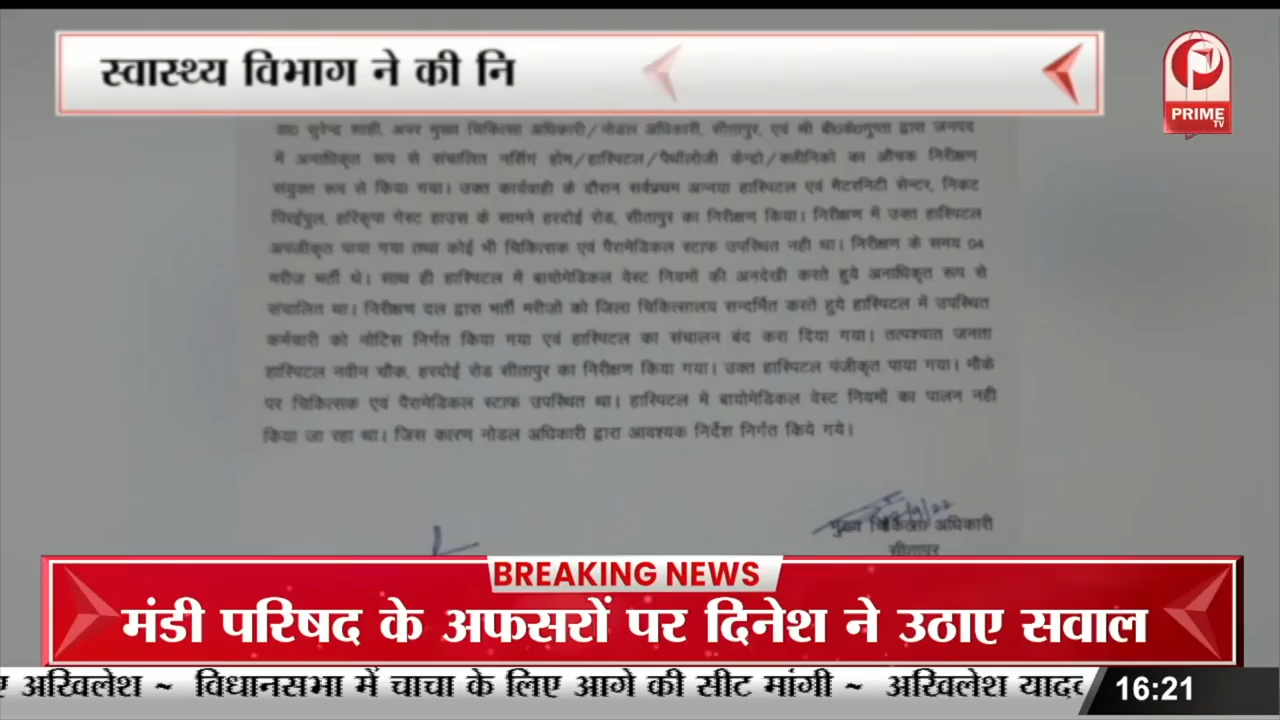 स्वास्थ्य विभाग ने की नि
PRIME
TV
डा0 सुरेन्द्र शाही, अपर मुख्य चिकित्सा अधिकारी/नोडल अधिकारी, सीतापुर, एवं श्री बी0के0गुप्ता द्वारा जनपद
में अनाधिकृत रूप से संचालित नर्सिंग होम/हास्पिटल/पैथॉलोजी केन्द्रो/क्लीनिको का औचक निरीक्षण
संयुक्त रूप से किया गया। उक्त कार्यवाही के दौरान सर्वप्रथम अन्नया हास्पिटल एवं मैटरनिटी सेन्टर, निकट
पिरईपुल, हरिकृपा गेस्ट हाउस के सामने हरदोई रोड, सीतापुर का निरीक्षण किया। निरीक्षण में उक्त हास्पिटल
अपंजीकृत पाया गया तथा कोई भी चिकित्सक एवं पैरामेडिकल स्टाफ उपस्थित नही था। निरीक्षण के समय 04
मरीज भर्ती थे। साथ ही हास्पिटल में बायोमेडिकल वेस्ट नियमों की अनदेखी करते हुये अनाधिकृत रूप से
संचालित था। निरीक्षण दल द्वारा भर्ती मरीजों को जिला चिकित्सालय सन्दर्भित करते हुये हास्पिटल में उपस्थित
कर्मचारी को नोटिस निर्गत किया गया एवं हास्पिटल का संचालन बंद करा दिया गया। तत्पश्चात जनता
हास्पिटल नवीन चौक, हरदोई रोड सीतापुर का निरीक्षण किया गया। उक्त हास्पिटल पंजीकृत पाया गया। मौके
पर चिकित्सक एवं पैरामेडिकल स्टाफ उपस्थित था। हास्पिटल में बायोमेडिकल वेस्ट नियमों का पालन नही
किया जा रहा था। जिस कारण नोडल अधिकारी द्वारा आवश्यक निर्देश निर्गत किये गये।
मुख्य चिकित्सा अधिकारी
सीतापुर
BREAKING NEWS
मंडी परिषद के अफसरों पर दिनेश ने उठाए सवाल
अखिलेश ~ विधानसभा में चाचा के लिए आगे की सीट मांगी ~ अखिलेश यादव
16:21